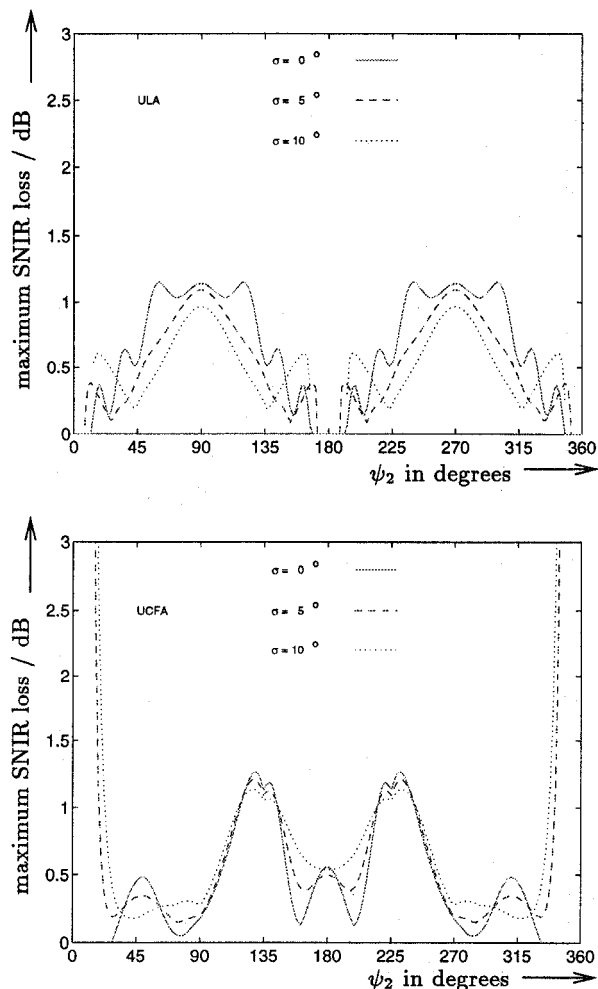 maximum SNIR loss / dB
3
2.5
2
1.5
1
0.5
0
ULA
σ = 0 °
σ = 5 °
σ = 10 °
0 45 90 135 180 225 270 315 360
ψ₂ in degrees
maximum SNIR loss / dB
3
2.5
2
1.5
1
0.5
0
UCFA
σ = 0 °
σ = 5 °
σ = 10 °
0 45 90 135 180 225 270 315 360
ψ₂ in degrees